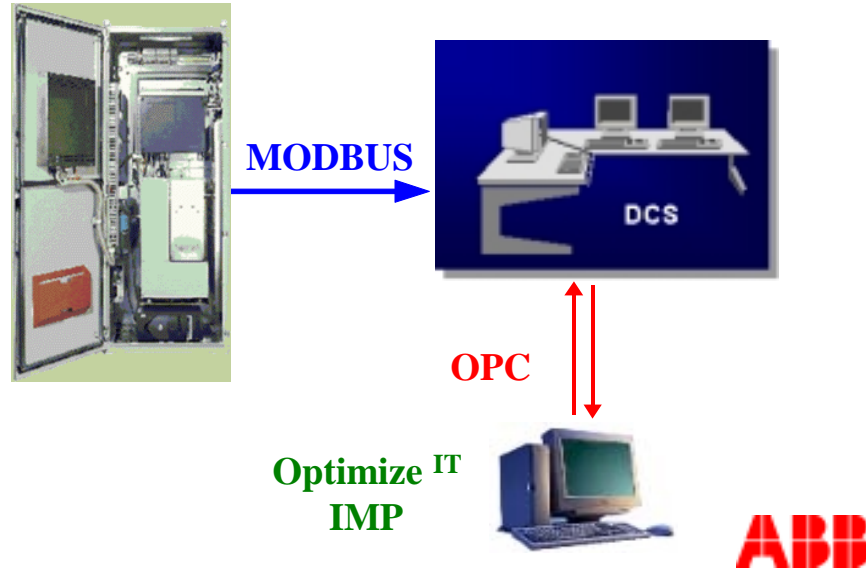 MODBUS
DCS
OPC
Optimize IT
IMP
ABB